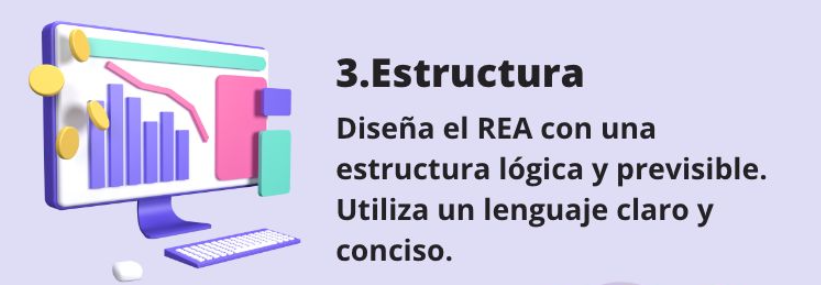 3.Estructura
Diseña el REA con una
estructura lógica y previsible.
Utiliza un lenguaje claro y
conciso.